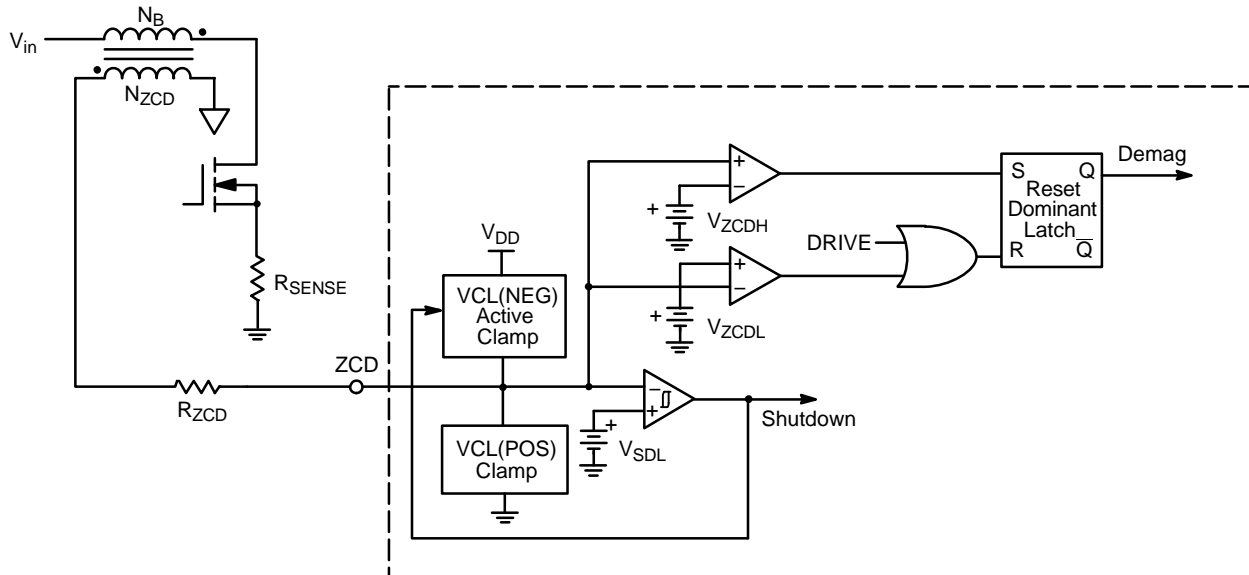 N_B
V_in
N_ZCD
R_SENSE
R_ZCD
ZCD
V_DD
VCL(NEG)
Active
Clamp
VCL(POS)
Clamp
+
−
+
V_ZCDH
+
−
+
V_ZCDL
−
+
+
V_SDL
Shutdown
DRIVE
S Q
Reset
Dominant
Latch
R Q̅
Demag